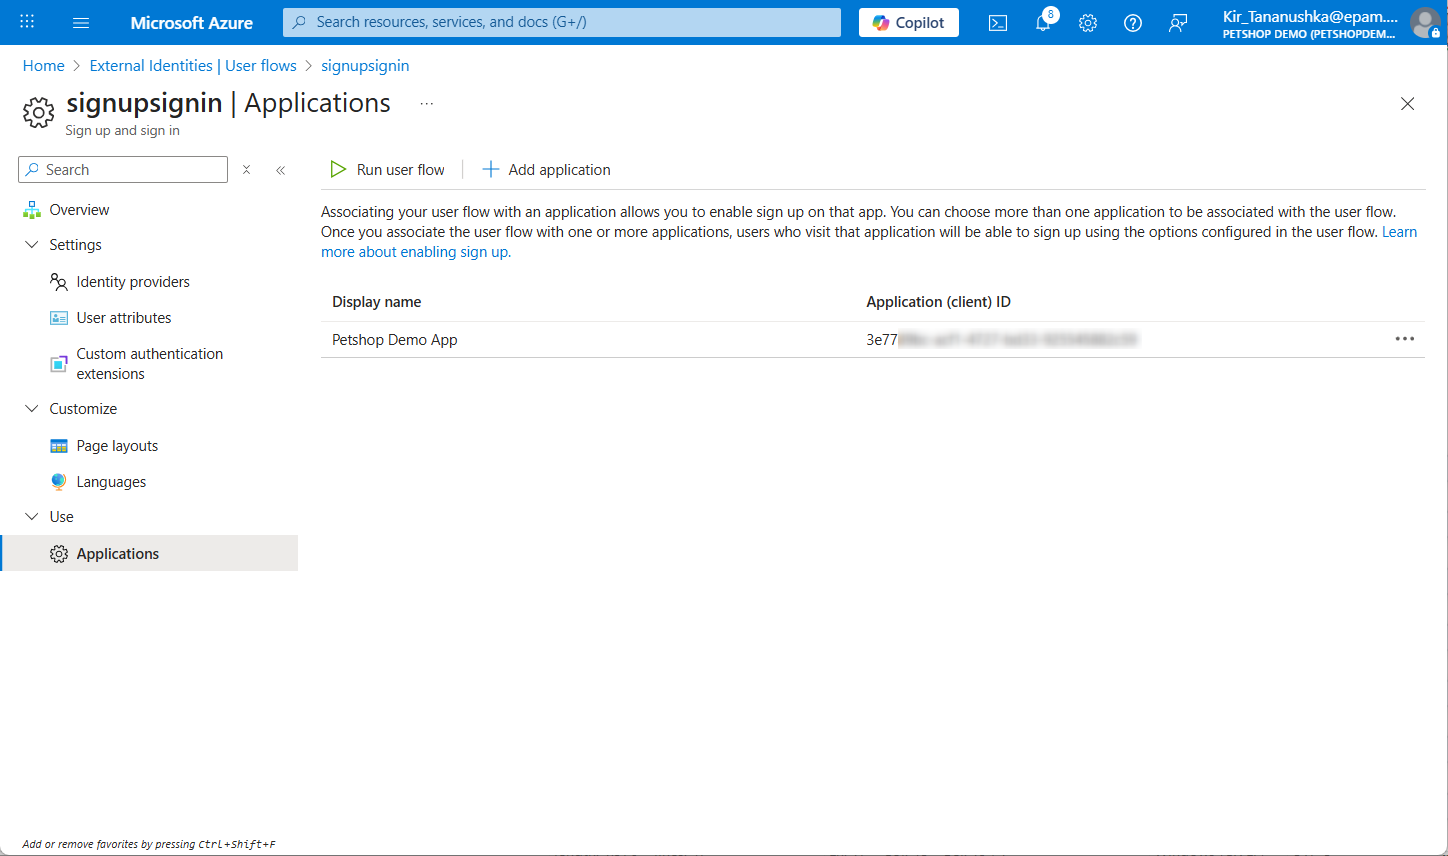 Microsoft Azure
Search resources, services, and docs (G+/)
Copilot
8
Kir_Tananushka@epam....
PETSHOP DEMO (PETSHOPDEM...
Home > External Identities | User flows > signupsignin
signupsignin | Applications ...
Sign up and sign in
Search
Run user flow
Add application
Overview
Settings
Identity providers
User attributes
Custom authentication
extensions
Customize
Page layouts
Languages
Use
Applications
Associating your user flow with an application allows you to enable sign up on that app. You can choose more than one application to be associated with the user flow.
Once you associate the user flow with one or more applications, users who visit that application will be able to sign up using the options configured in the user flow. Learn
more about enabling sign up.
Display name
Application (client) ID
Petshop Demo App
3e77
Add or remove favorites by pressing Ctrl+Shift+F